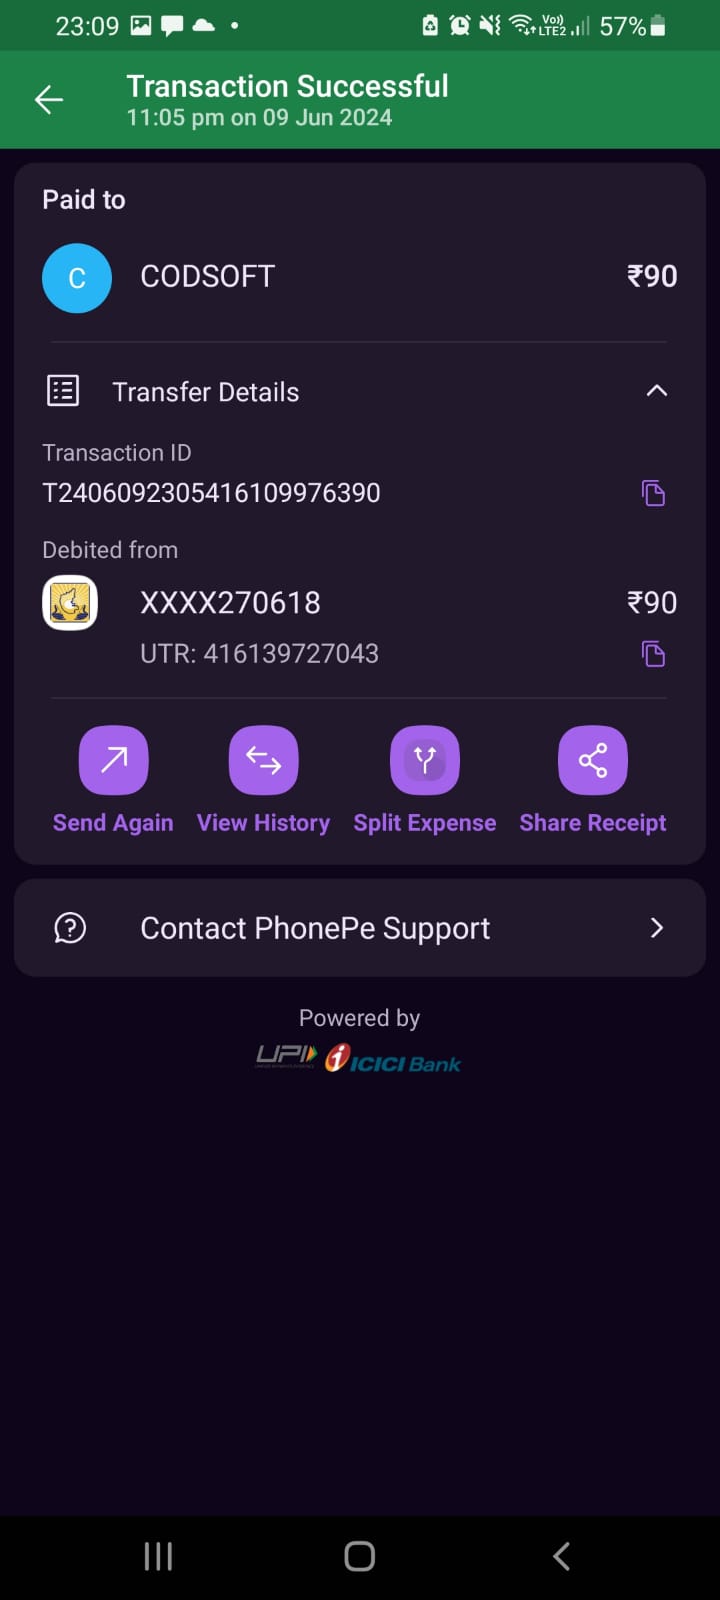 23:09 Vo)) LTE2 57%
Transaction Successful
11:05 pm on 09 Jun 2024
Paid to
C CODSOFT ₹90
Transfer Details
Transaction ID
T2406092305416109976390
Debited from
XXXX270618 ₹90
UTR: 416139727043
Send Again View History Split Expense Share Receipt
Contact PhonePe Support
Powered by
UPI ICICI Bank